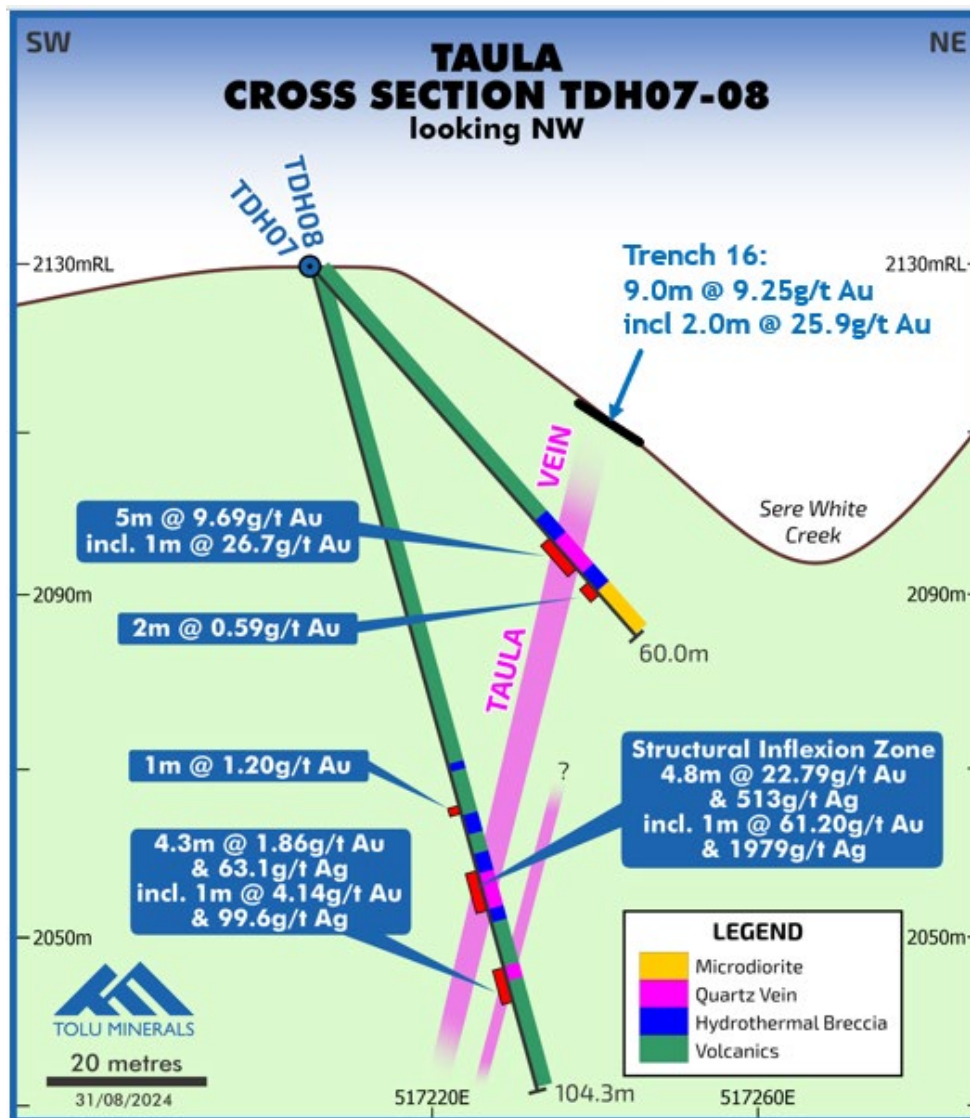 SW
NE
TAULA
CROSS SECTION TDH07-08
looking NW
TDH07
TDH08
2130mRL
2130mRL
Trench 16:
9.0m @ 9.25g/t Au
incl 2.0m @ 25.9g/t Au
VEIN
Sere White
Creek
5m @ 9.69g/t Au
incl. 1m @ 26.7g/t Au
2090m
2090m
2m @ 0.59g/t Au
60.0m
TAULA
1m @ 1.20g/t Au
?
Structural Inflexion Zone
4.8m @ 22.79g/t Au
& 513g/t Ag
incl. 1m @ 61.20g/t Au
& 1979g/t Ag
4.3m @ 1.86g/t Au
& 63.1g/t Ag
incl. 1m @ 4.14g/t Au
& 99.6g/t Ag
2050m
2050m
LEGEND
Microdiorite
Quartz Vein
Hydrothermal Breccia
Volcanics
TOLU MINERALS
20 metres
31/08/2024
517220E
104.3m
517260E